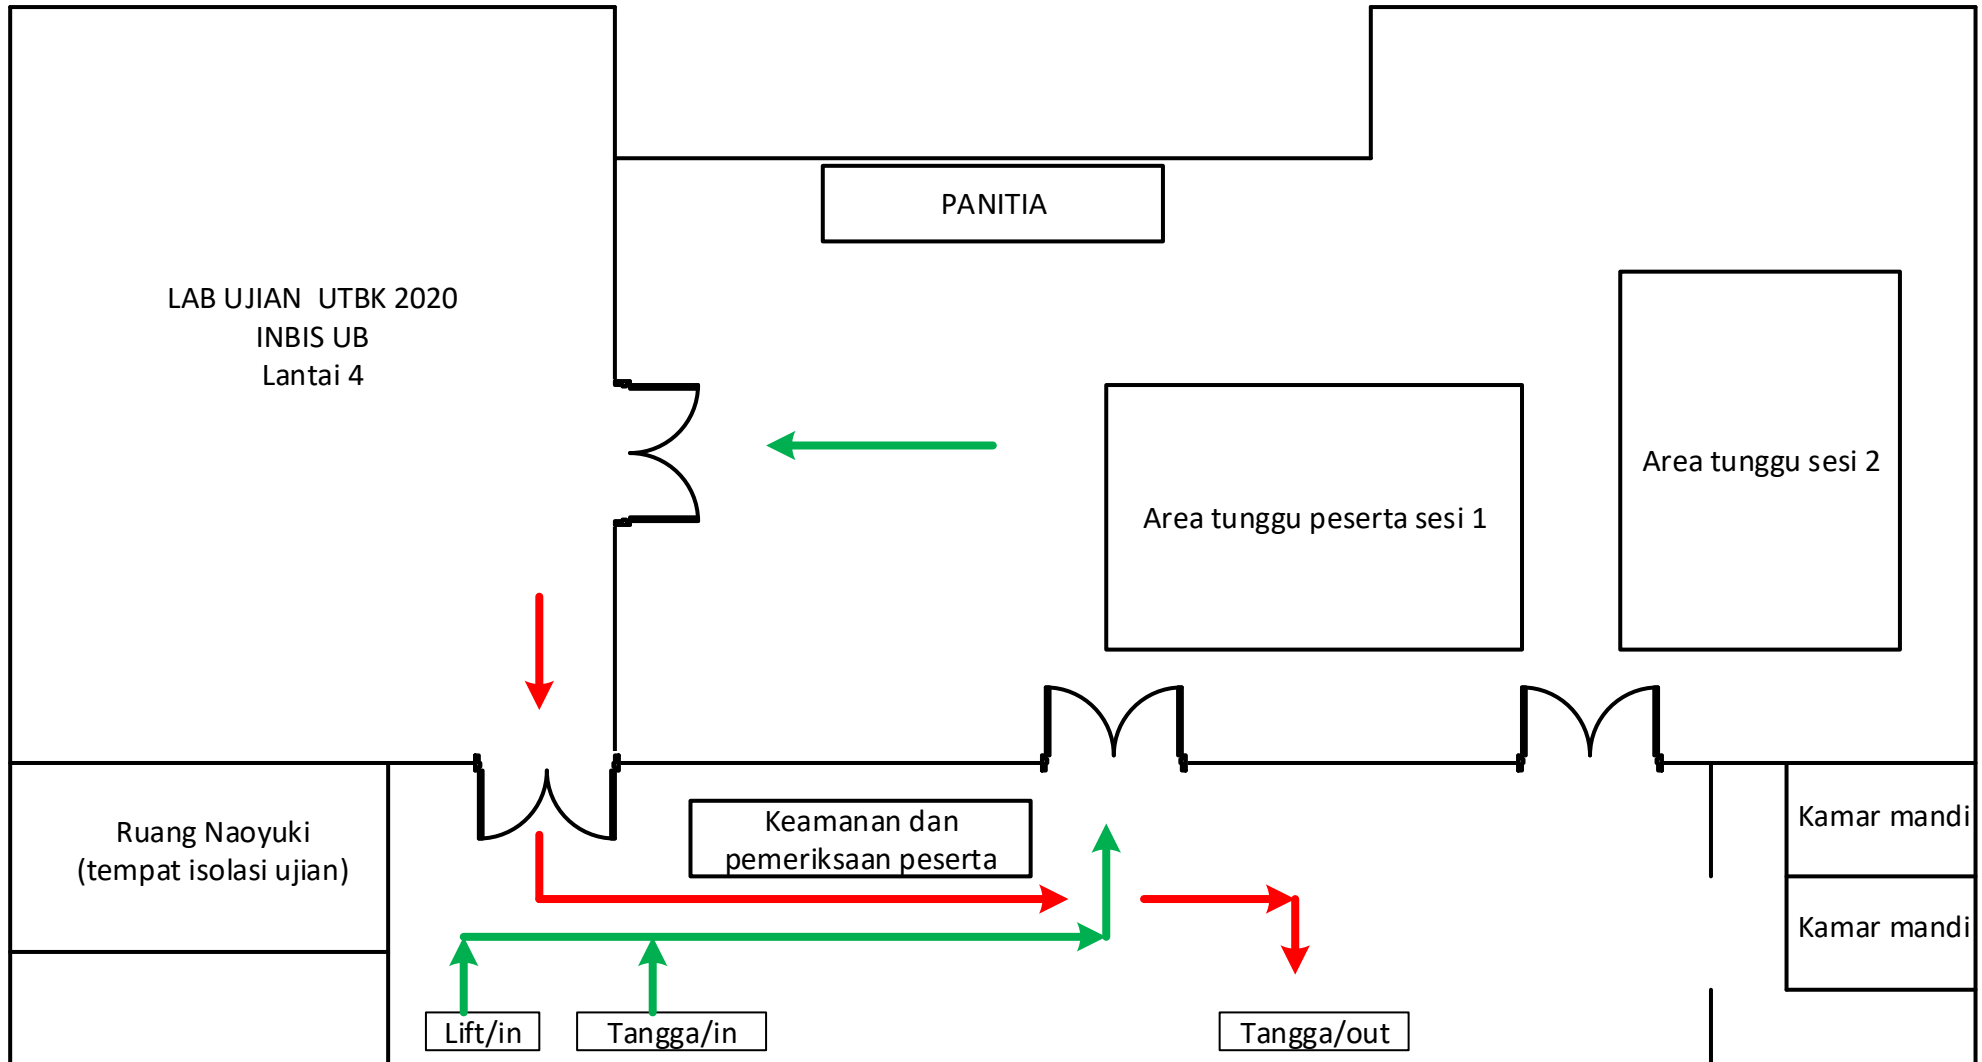 PANITIA
LAB UJIAN  UTBK 2020
INBIS UB
Lantai 4
Area tunggu sesi 2
Area tunggu peserta sesi 1
Ruang Naoyuki
(tempat isolasi ujian)
Keamanan dan
pemeriksaan peserta
Kamar mandi
Kamar mandi
Lift/in
Tangga/in
Tangga/out